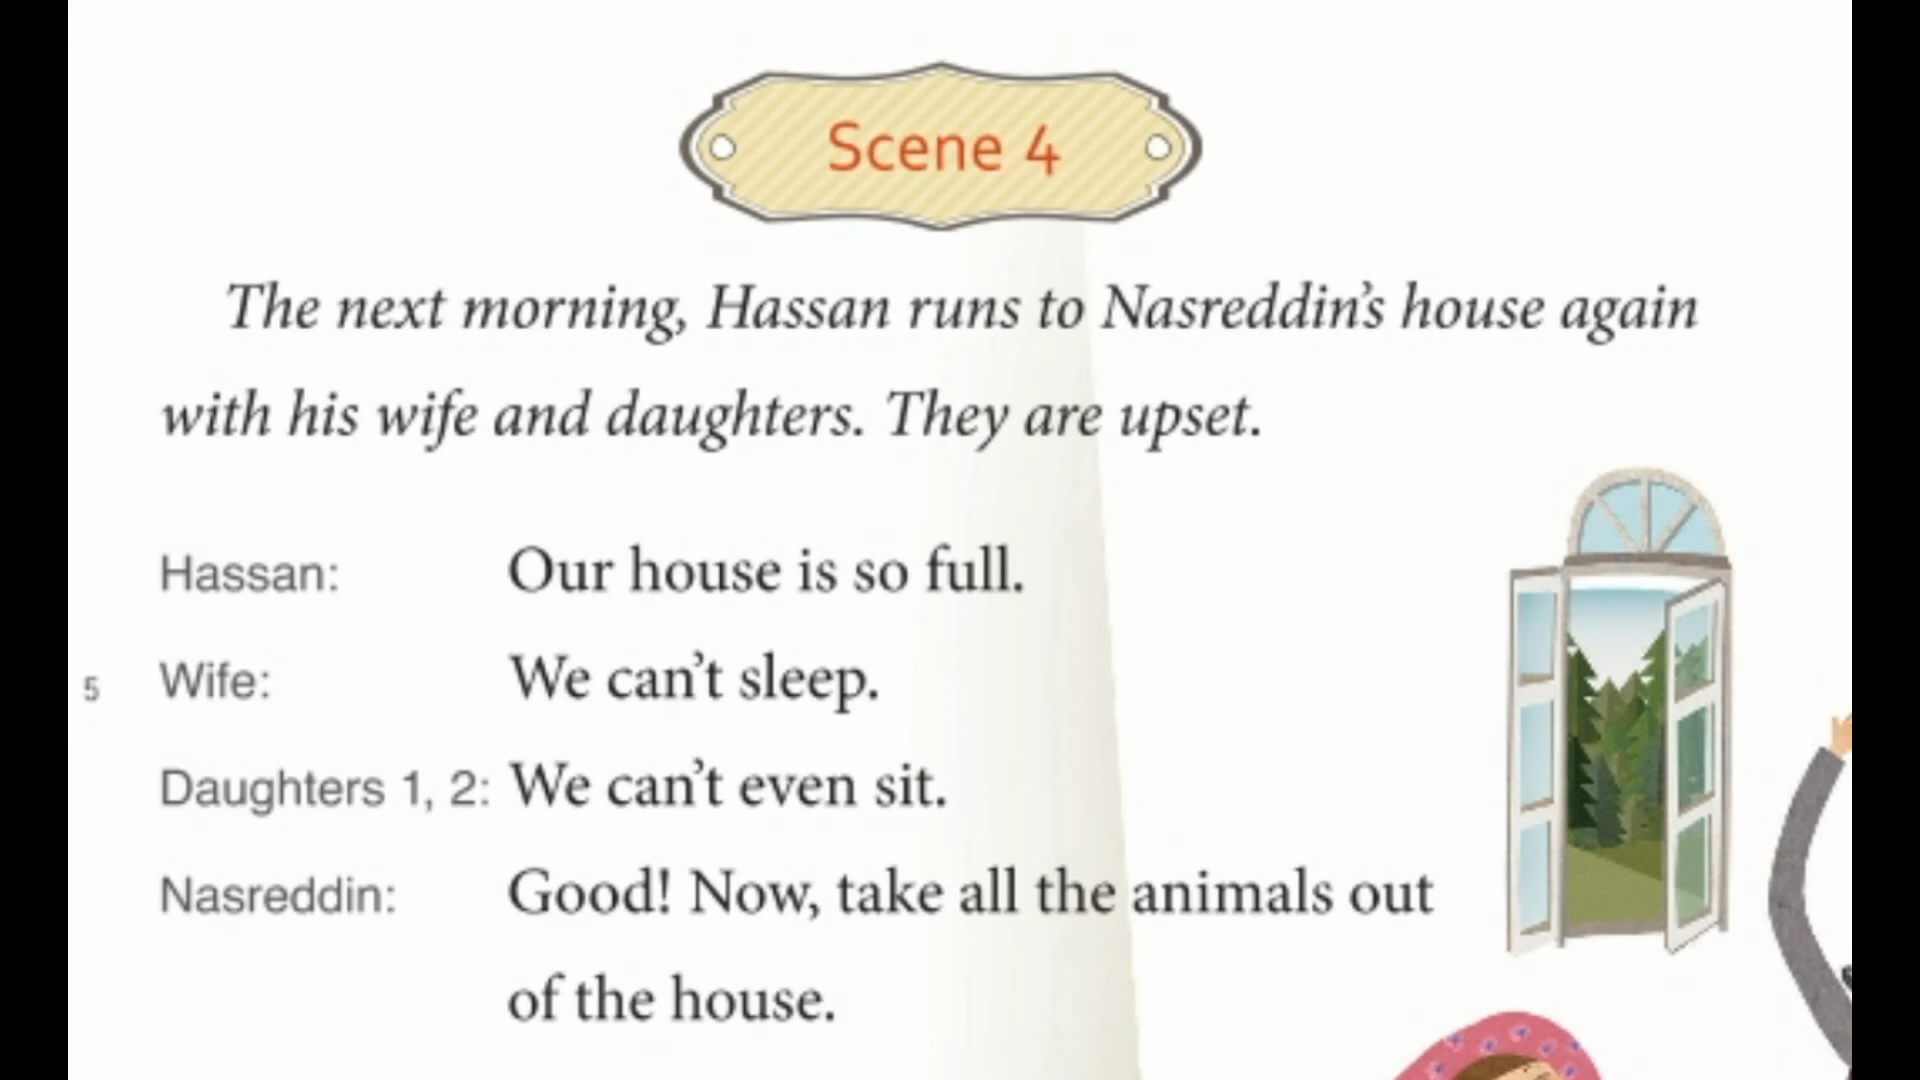 Scene 4
The next morning, Hassan runs to Nasreddin’s house again
with his wife and daughters. They are upset.
Hassan: Our house is so full.
5 Wife: We can’t sleep.
Daughters 1, 2: We can’t even sit.
Nasreddin: Good! Now, take all the animals out
of the house.